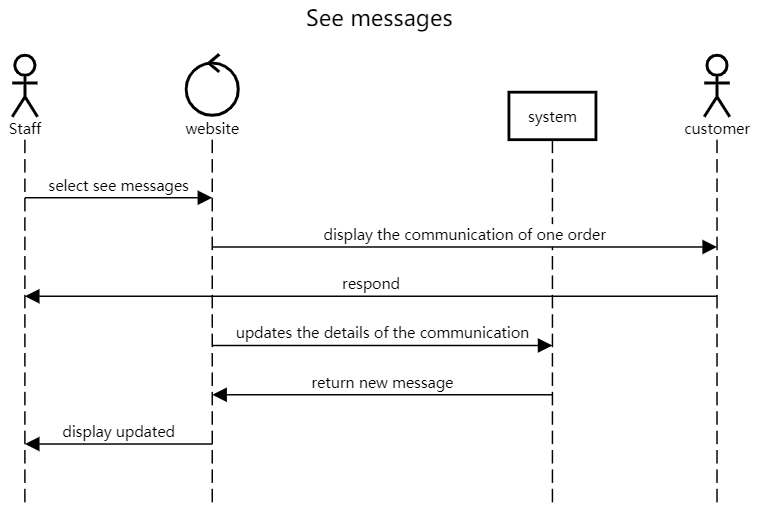 See messages
Staff
website
system
customer
select see messages
display the communication of one order
respond
updates the details of the communication
return new message
display updated